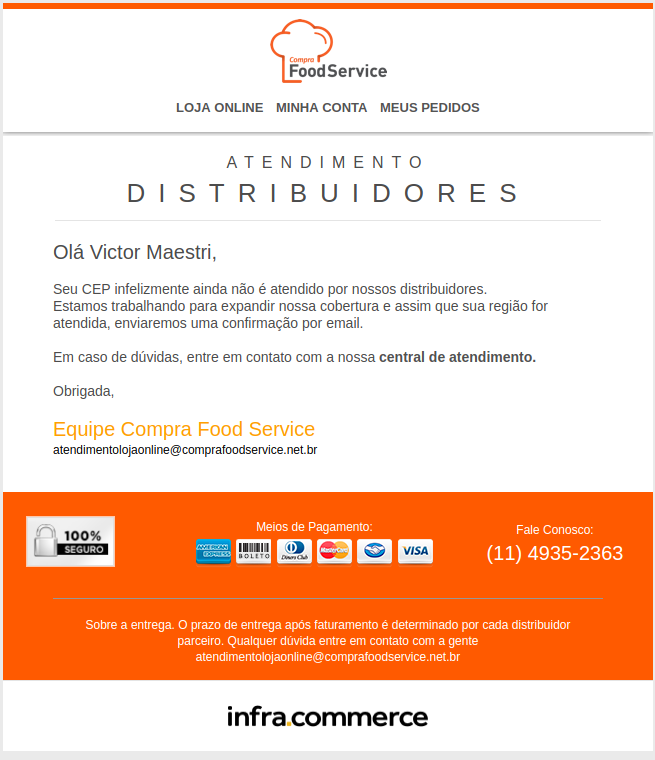 Compra
FoodService
LOJA ONLINE MINHA CONTA MEUS PEDIDOS
ATENDIMENTO
DISTRIBUIDORES
Olá Victor Maestri,
Seu CEP infelizmente ainda não é atendido por nossos distribuidores.
Estamos trabalhando para expandir nossa cobertura e assim que sua região for
atendida, enviaremos uma confirmação por email.
Em caso de dúvidas, entre em contato com a nossa central de atendimento.
Obrigada,
Equipe Compra Food Service
atendimentolojaonline@comprafoodservice.net.br
100%
SEGURO
Meios de Pagamento:
AMERICAN
EXPRESS
BOLETO
Diners Club
MasterCard
VISA
Fale Conosco:
(11) 4935-2363
Sobre a entrega. O prazo de entrega após faturamento é determinado por cada distribuidor
parceiro. Qualquer dúvida entre em contato com a gente
atendimentolojaonline@comprafoodservice.net.br
infra.commerce